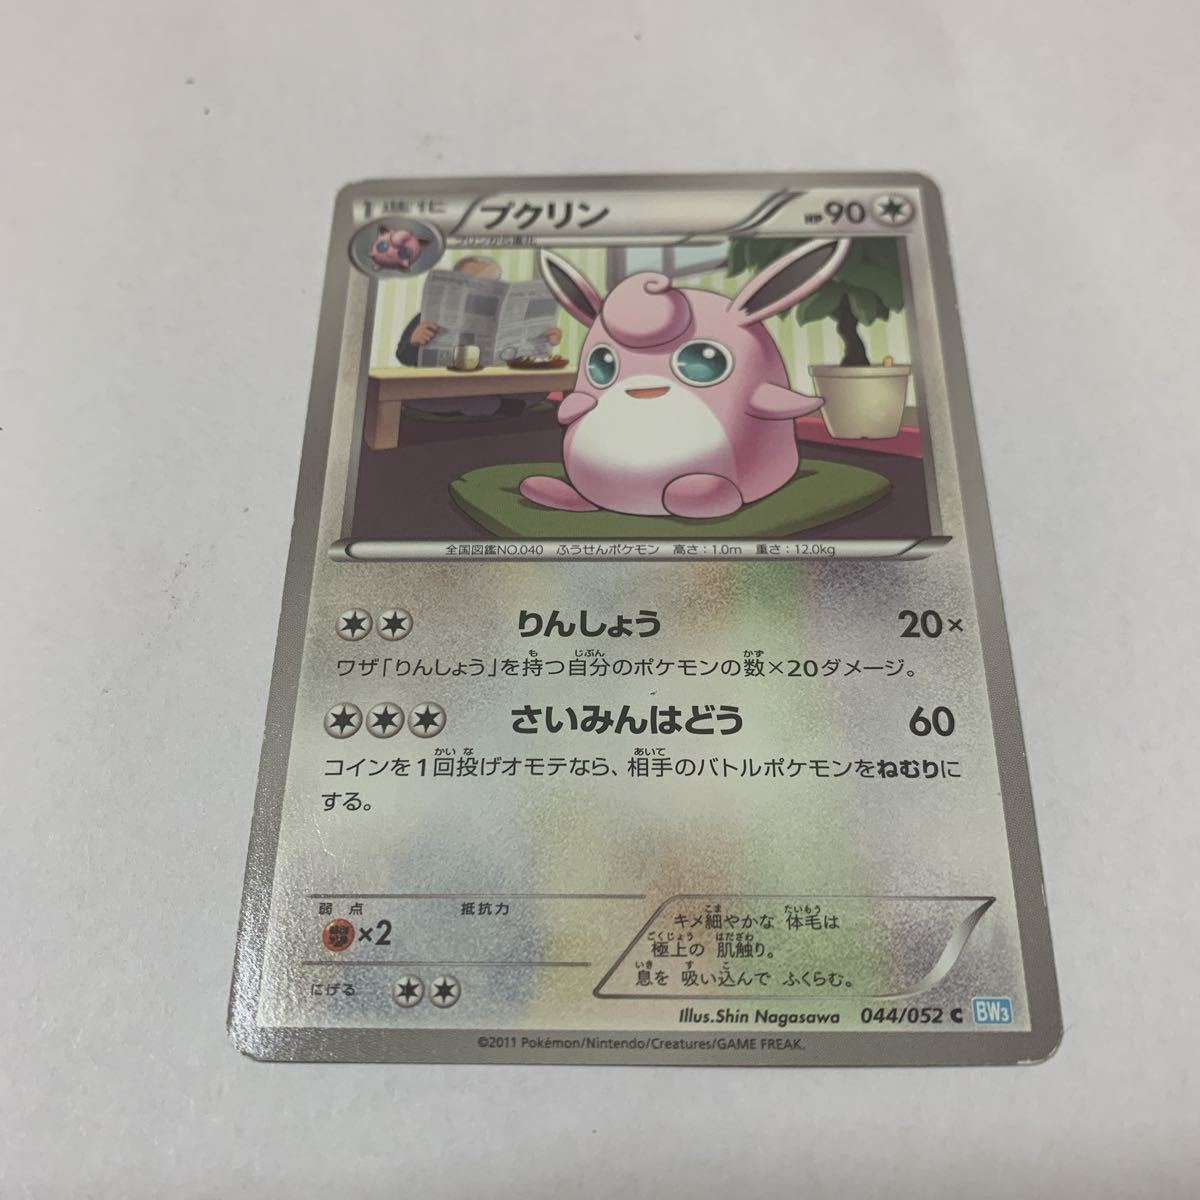 1進化
プクリン
HP90
プリンから進化
全国図鑑NO.040 ふうせんポケモン 高さ：1.0m 重さ：12.0kg
りんしょう 20×
ワザ「りんしょう」を持つ自分のポケモンの数×20ダメージ。
さいみんはどう 60
コインを1回投げオモテなら、相手のバトルポケモンをねむりに
する。
弱点 抵抗力
×2
にげる
キメ細やかな 体毛は
極上の 肌触り。
息を 吸い込んで ふくらむ。
Illus.Shin Nagasawa 044/052 C BW3
©2011 Pokémon/Nintendo/Creatures/GAME FREAK.